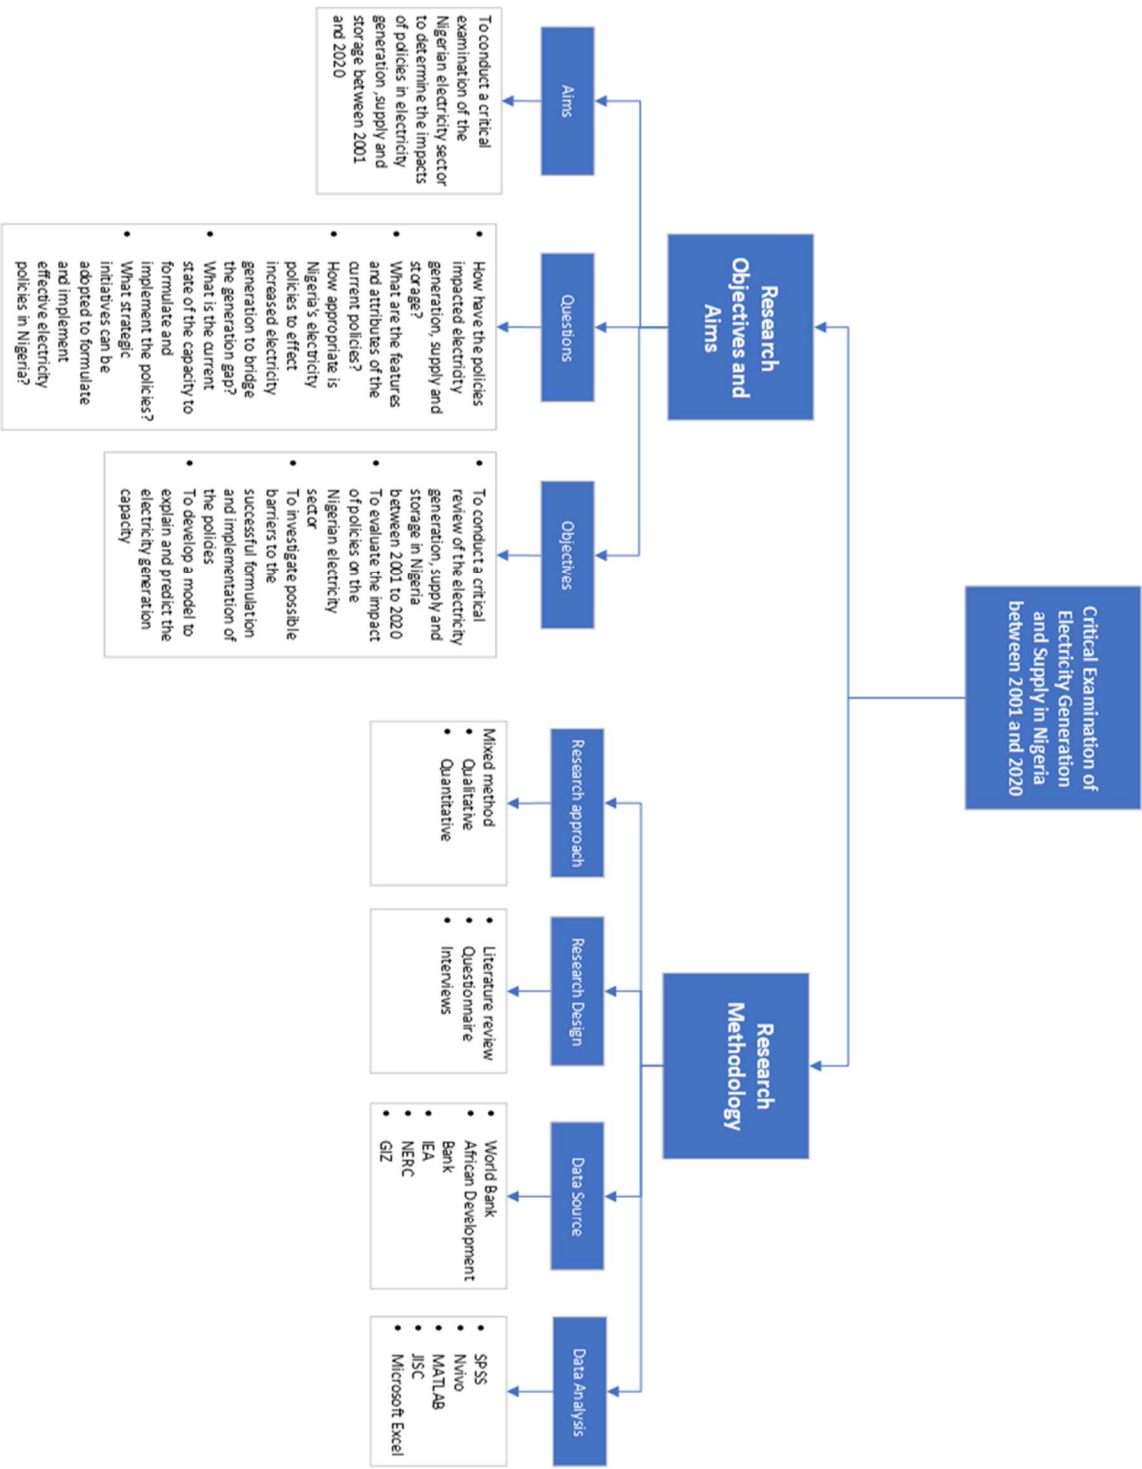 Critical Examination of
Electricity Generation
and Supply in Nigeria
between 2001 and 2020
Research
Objectives and
Aims
Research
Methodology
Aims
Questions
Objectives
Research approach
Research Design
Data Source
Data Analysis
To conduct a critical
examination of the
Nigerian electricity sector
to determine the impacts
of policies in electricity
generation ,supply and
storage between 2001
and 2020
• How have the policies
impacted electricity
generation, supply and
storage?
• What are the features
and attributes of the
current policies?
• How appropriate is
Nigeria's electricity
policies to effect
increased electricity
generation to bridge
the generation gap?
• What is the current
state of the capacity to
formulate and
implement the policies?
• What strategic
initiatives can be
adopted to formulate
and implement
effective electricity
policies in Nigeria?
• To conduct a critical
review of the electricity
generation, supply and
storage in Nigeria
between 2001 to 2020
• To evaluate the impact
of policies on the
Nigerian electricity
sector
• To investigate possible
barriers to the
successful formulation
and implementation of
the policies
• To develop a model to
explain and predict the
electricity generation
capacity
Mixed method
• Qualitative
• Quantitative
• Literature review
• Questionnaire
• Interviews
• World Bank
• African Development
Bank
• IEA
• NERC
• GIZ
• SPSS
• Nvivo
• MATLAB
• JISC
• Microsoft Excel